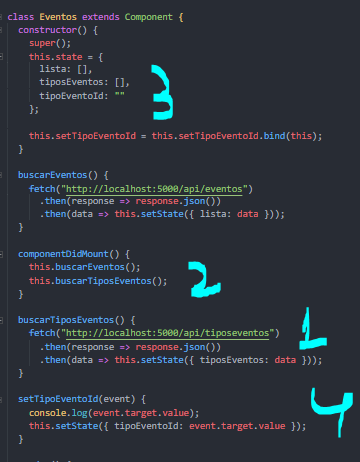 class Eventos extends Component {
constructor() {
super();
this.state = {
lista: [],
tiposEventos: [],
tipoEventoId: ""
};
3
this.setTipoEventoId = this.setTipoEventoId.bind(this);
}
buscarEventos() {
fetch("http://localhost:5000/api/eventos")
.then(response => response.json())
.then(data => this.setState({ lista: data }));
}
componentDidMount() {
this.buscarEventos();
this.buscarTiposEventos();
}
2
buscarTiposEventos() {
fetch("http://localhost:5000/api/tiposeventos")
.then(response => response.json())
.then(data => this.setState({ tiposEventos: data }));
}
1
setTipoEventoId(event) {
console.log(event.target.value);
this.setState({ tipoEventoId: event.target.value });
}
4